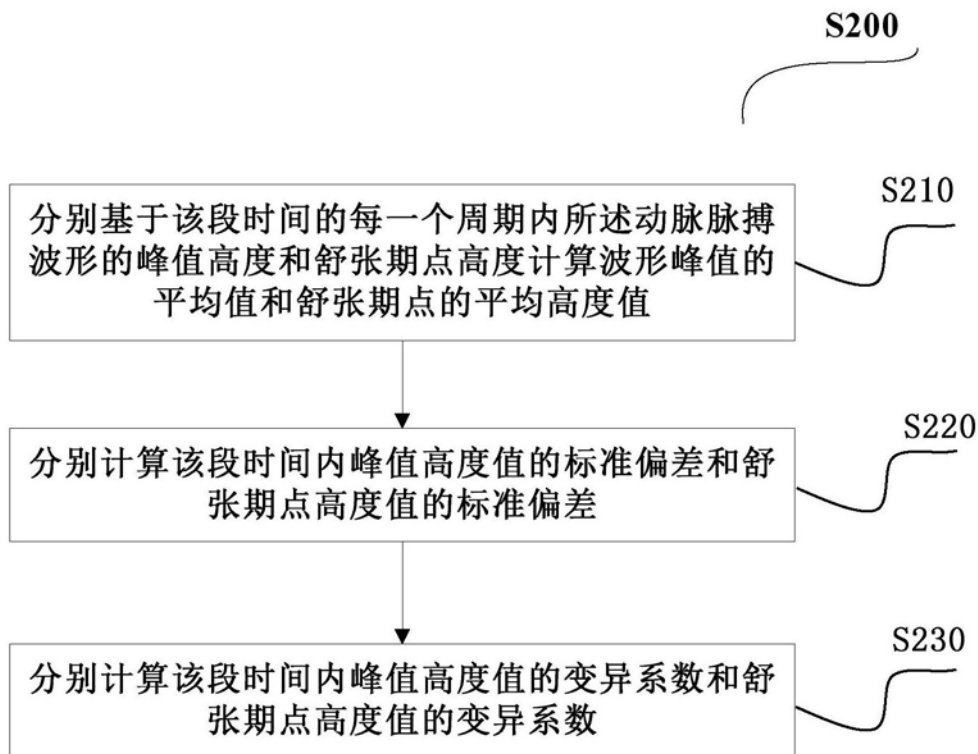 S200
S210
分别基于该段时间的每一个周期内所述动脉脉搏
波形的峰值高度和舒张期点高度计算波形峰值的
平均值和舒张期点的平均高度值
S220
分别计算该段时间内峰值高度值的标准偏差和舒
张期点高度值的标准偏差
S230
分别计算该段时间内峰值高度值的变异系数和舒
张期点高度值的变异系数